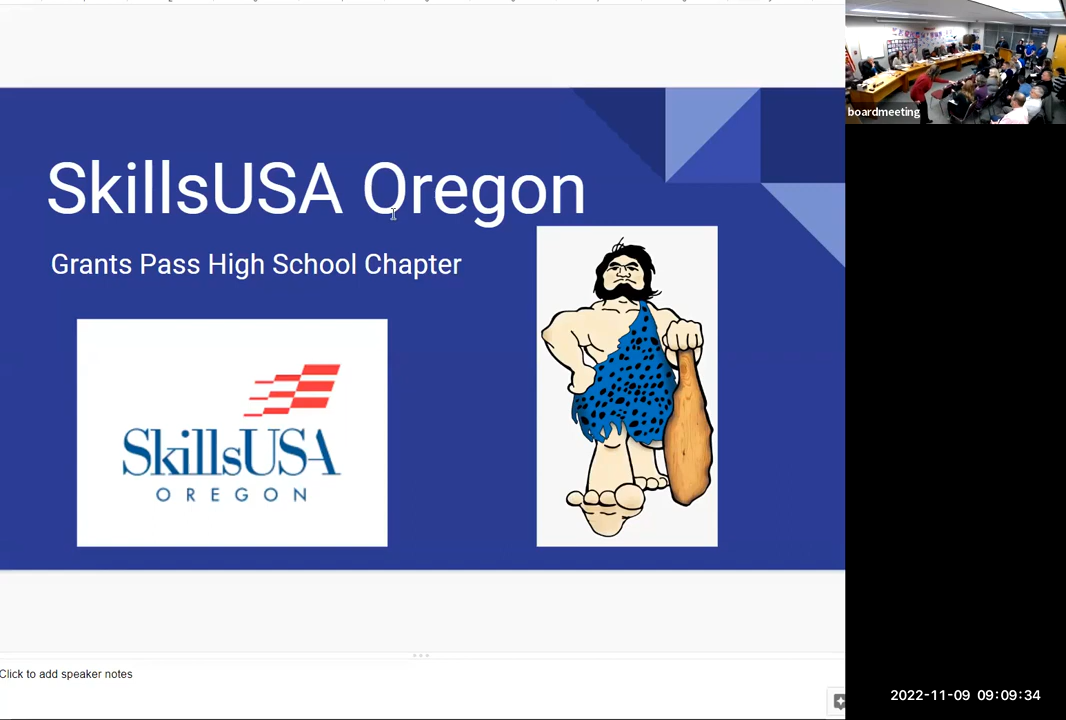 SkillsUSA Oregon
Grants Pass High School Chapter
SkillsUSA
OREGON
boardmeeting
Click to add speaker notes
2022-11-09 09:09:34